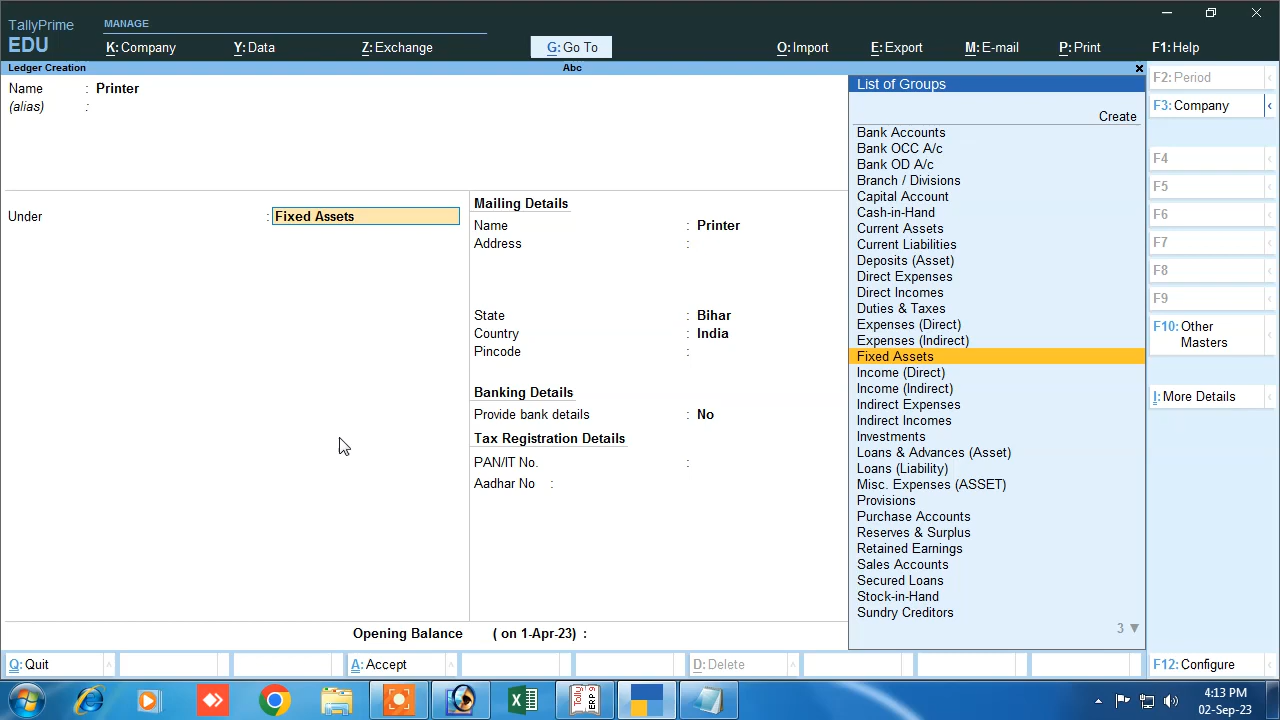 TallyPrime
EDU
MANAGE
K: Company
Y: Data
Z: Exchange
G: Go To
O: Import
E: Export
M: E-mail
P: Print
F1: Help
Ledger Creation
Abc
Name : Printer
(alias) :
Under : Fixed Assets
Mailing Details
Name : Printer
Address :
State : Bihar
Country : India
Pincode :
Banking Details
Provide bank details : No
Tax Registration Details
PAN/IT No. :
Aadhar No :
Opening Balance ( on 1-Apr-23) :
List of Groups
Create
Bank Accounts
Bank OCC A/c
Bank OD A/c
Branch / Divisions
Capital Account
Cash-in-Hand
Current Assets
Current Liabilities
Deposits (Asset)
Direct Expenses
Direct Incomes
Duties & Taxes
Expenses (Direct)
Expenses (Indirect)
Fixed Assets
Income (Direct)
Income (Indirect)
Indirect Expenses
Indirect Incomes
Investments
Loans & Advances (Asset)
Loans (Liability)
Misc. Expenses (ASSET)
Provisions
Purchase Accounts
Reserves & Surplus
Retained Earnings
Sales Accounts
Secured Loans
Stock-in-Hand
Sundry Creditors
3 ▼
F2: Period
F3: Company
F4
F5
F6
F7
F8
F9
F10: Other
Masters
I: More Details
Q: Quit
A: Accept
D: Delete
F12: Configure
Tally
ERP 9
4:13 PM
02-Sep-23